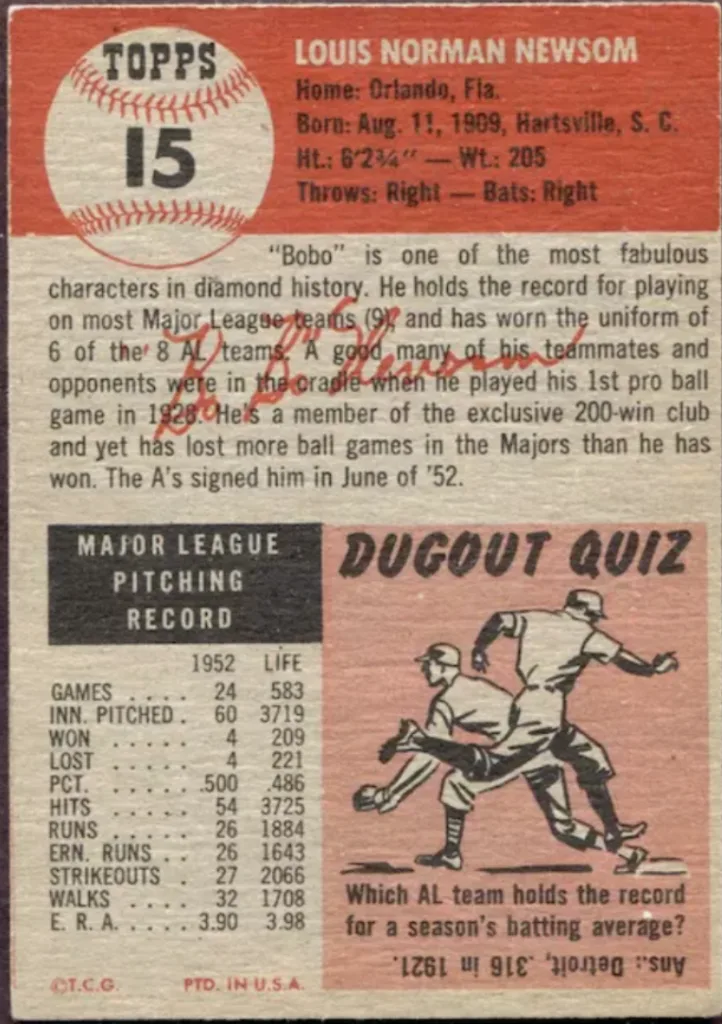 TOPPS
15
LOUIS NORMAN NEWSOM
Home: Orlando, Fla.
Born: Aug. 11, 1909, Hartsville, S. C.
Ht.: 6'2¾" — Wt.: 205
Throws: Right — Bats: Right
"Bobo" is one of the most fabulous
characters in diamond history. He holds the record for playing
on most Major League teams (9), and has worn the uniform of
6 of the 8 AL teams. A good many of his teammates and
opponents were in the cradle when he played his 1st pro ball
game in 1928. He's a member of the exclusive 200-win club
and yet has lost more ball games in the Majors than he has
won. The A's signed him in June of '52.
Bo Bo Newsom
MAJOR LEAGUE
PITCHING
RECORD
1952 LIFE
GAMES . . . . 24 583
INN. PITCHED . 60 3719
WON . . . . . 4 209
LOST . . . . . 4 221
PCT. . . . . . .500 .486
HITS . . . . . 54 3725
RUNS . . . . . 26 1884
ERN. RUNS . . 26 1643
STRIKEOUTS . 27 2066
WALKS . . . . 32 1708
E. R. A. . . . . 3.90 3.98
DUGOUT QUIZ
Which AL team holds the record
for a season's batting average?
Ans.: Detroit, .316 in 1921.
©T.C.G. PTD. IN U.S.A.